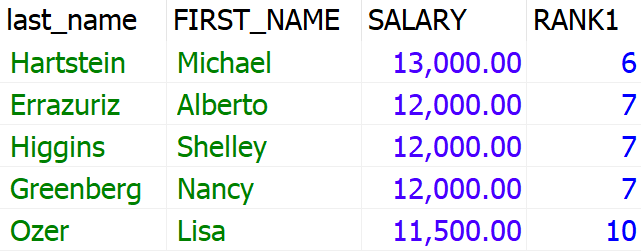 last_name FIRST_NAME SALARY RANK1
Hartstein Michael 13,000.00 6
Errazuriz Alberto 12,000.00 7
Higgins Shelley 12,000.00 7
Greenberg Nancy 12,000.00 7
Ozer Lisa 11,500.00 10